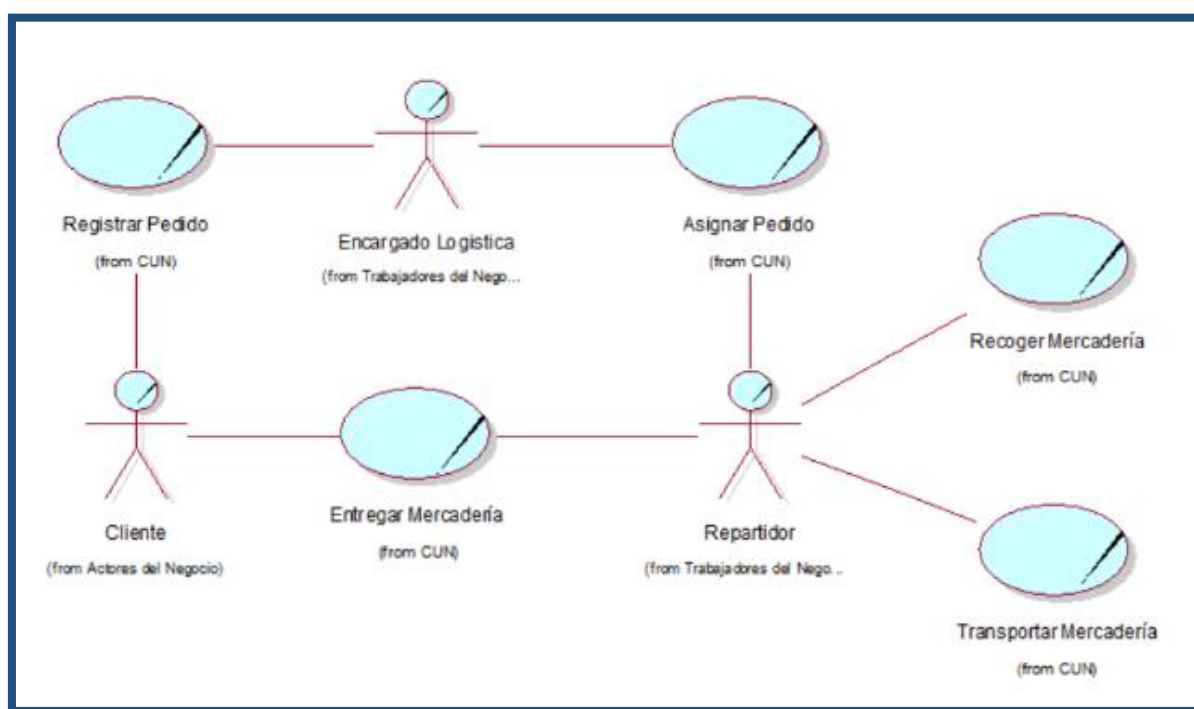 Registrar Pedido
(from CUN)
Encargado Logistica
(from Trabajadores del Nego...
Asignar Pedido
(from CUN)
Recoger Mercadería
(from CUN)
Cliente
(from Actores del Negocio)
Entregar Mercadería
(from CUN)
Repartidor
(from Trabajadores del Nego...
Transportar Mercadería
(from CUN)